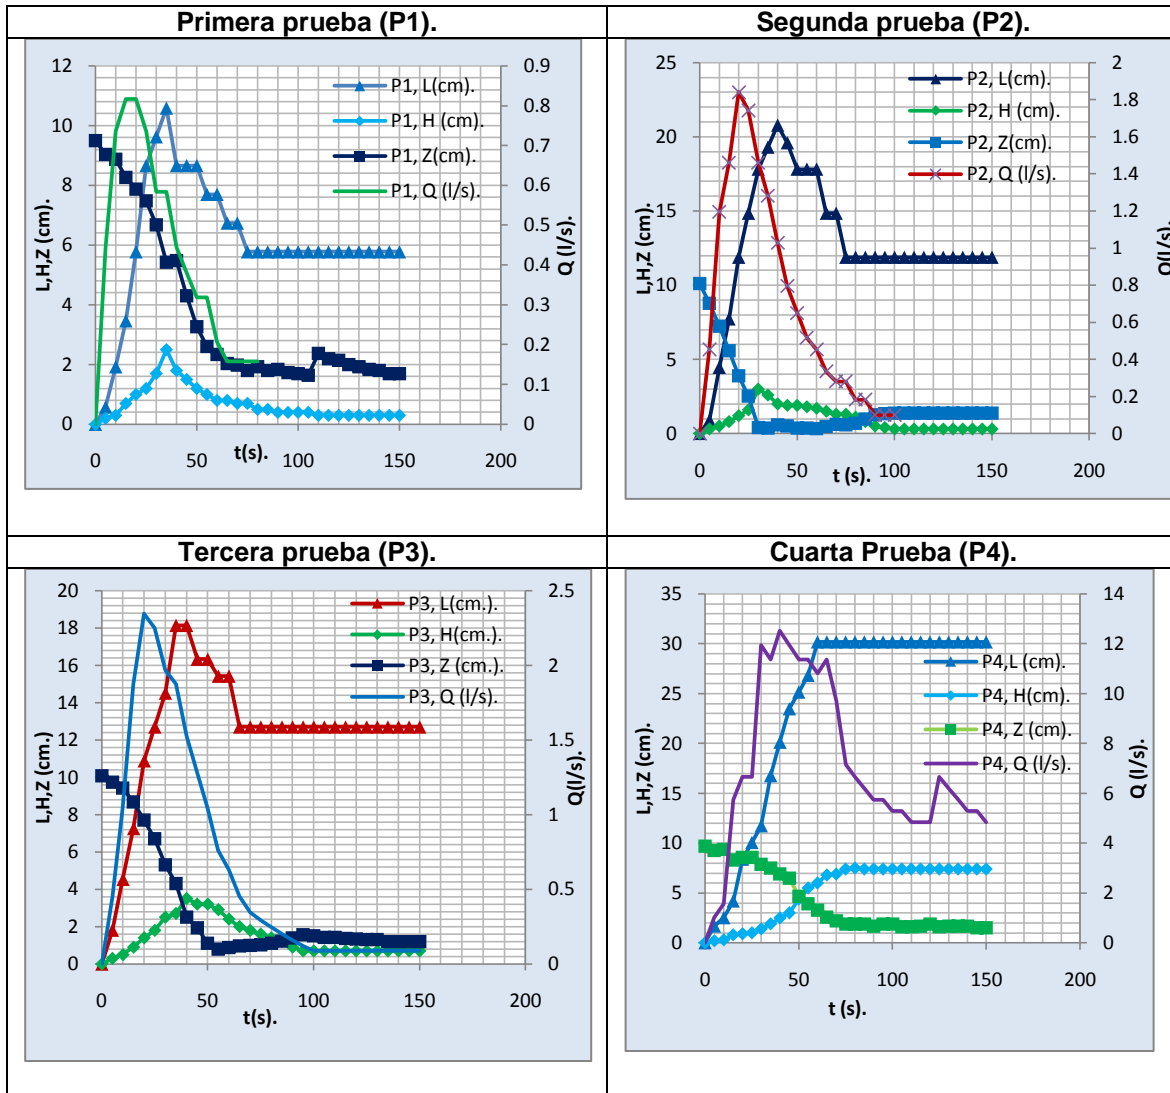 Primera prueba (P1).
Segunda prueba (P2).
12
10
8
6
4
2
0
L,H,Z (cm).
0.9
0.8
0.7
0.6
0.5
0.4
0.3
0.2
0.1
0
Q (l/s).
P1, L(cm).
P1, H (cm).
P1, Z(cm).
P1, Q (l/s).
0
50
100
150
200
t(s).
25
20
15
10
5
0
L,H,Z (cm).
2
1.8
1.6
1.4
1.2
1
0.8
0.6
0.4
0.2
0
Q(l/s).
P2, L(cm).
P2, H (cm).
P2, Z(cm).
P2, Q (l/s).
0
50
100
150
200
t (s).
Tercera prueba (P3).
Cuarta Prueba (P4).
20
18
16
14
12
10
8
6
4
2
0
L,H,Z (cm.)
2.5
2
1.5
1
0.5
0
Q(l/s).
P3, L(cm.).
P3, H(cm.).
P3, Z (cm.).
P3, Q (l/s).
0
50
100
150
200
t(s).
35
30
25
20
15
10
5
0
L,H,Z (cm).
14
12
10
8
6
4
2
0
Q (l/s).
P4,L (cm).
P4, H(cm).
P4, Z (cm).
P4, Q (l/s).
0
50
100
150
200
t (s).